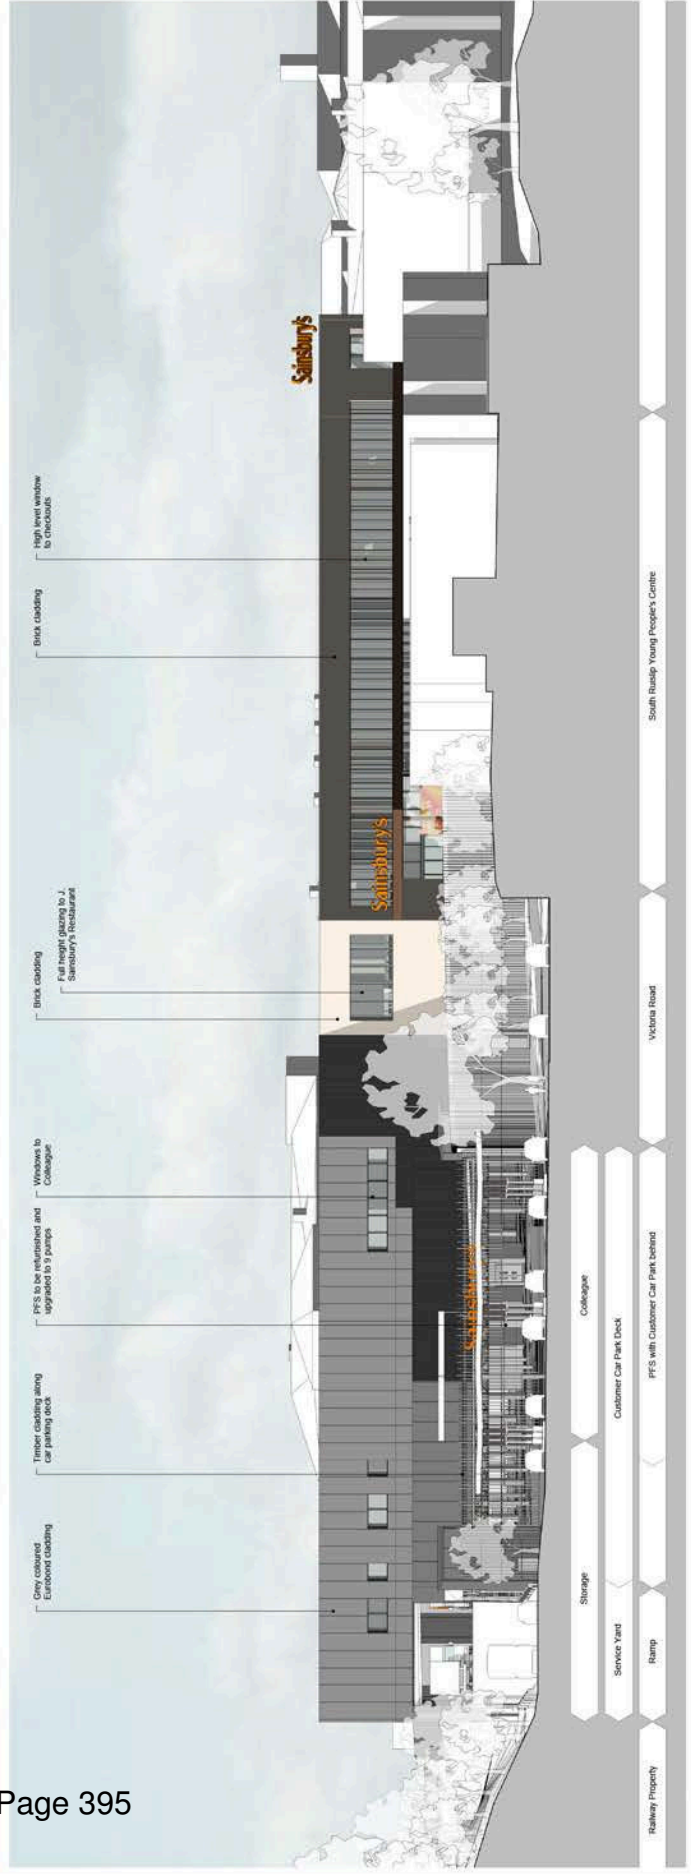 Grey coloured
Eurobond cladding
Timber cladding along
car parking deck
PFS to be refurbished and
upgraded to 9 pumps
Windows to
Colleague
Brick cladding
Full height glazing to J.
Sainsbury's Restaurant
Brick cladding
High level window
to checkouts
Sainsbury's
Sainsbury's
Sainsbury's
Storage
Colleague
Service Yard
Customer Car Park Deck
Railway Property
Ramp
PFS with Customer Car Park behind
Victoria Road
South Ruislip Young People's Centre
Page 395